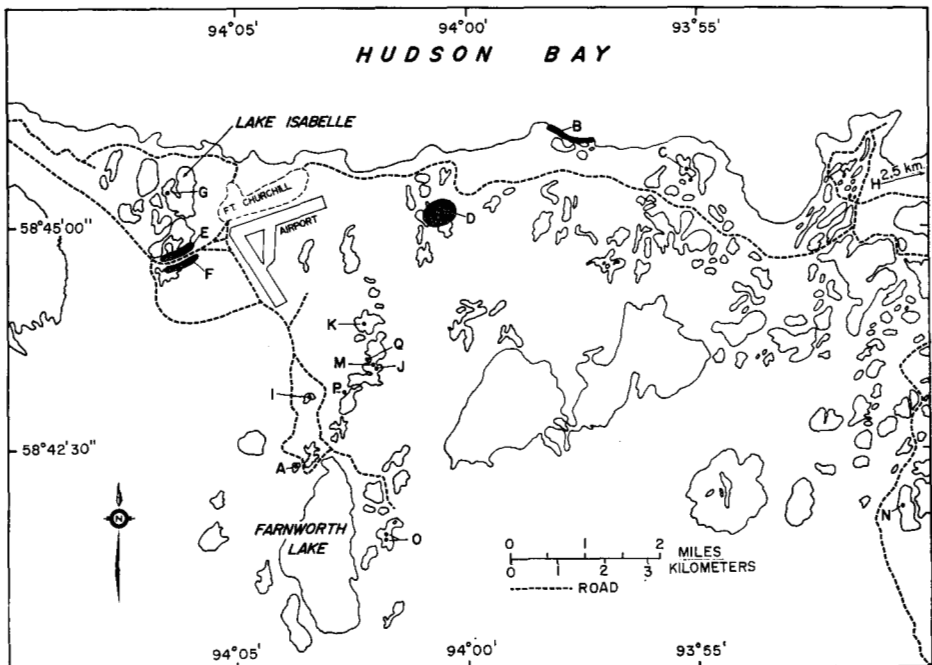 94°05'
94°00'
93°55'
HUDSON BAY
LAKE ISABELLE
B
C
G
H 2.5 km.
FT. CHURCHILL
D
58°45'00"
E
AIRPORT
F
K
Q
M
J
P
I
58°42'30"
A
N
N
FARNWORTH
LAKE
O
0 1 2
MILES
KILOMETERS
0 1 2 3
ROAD
94°05'
94°00'
93°55'